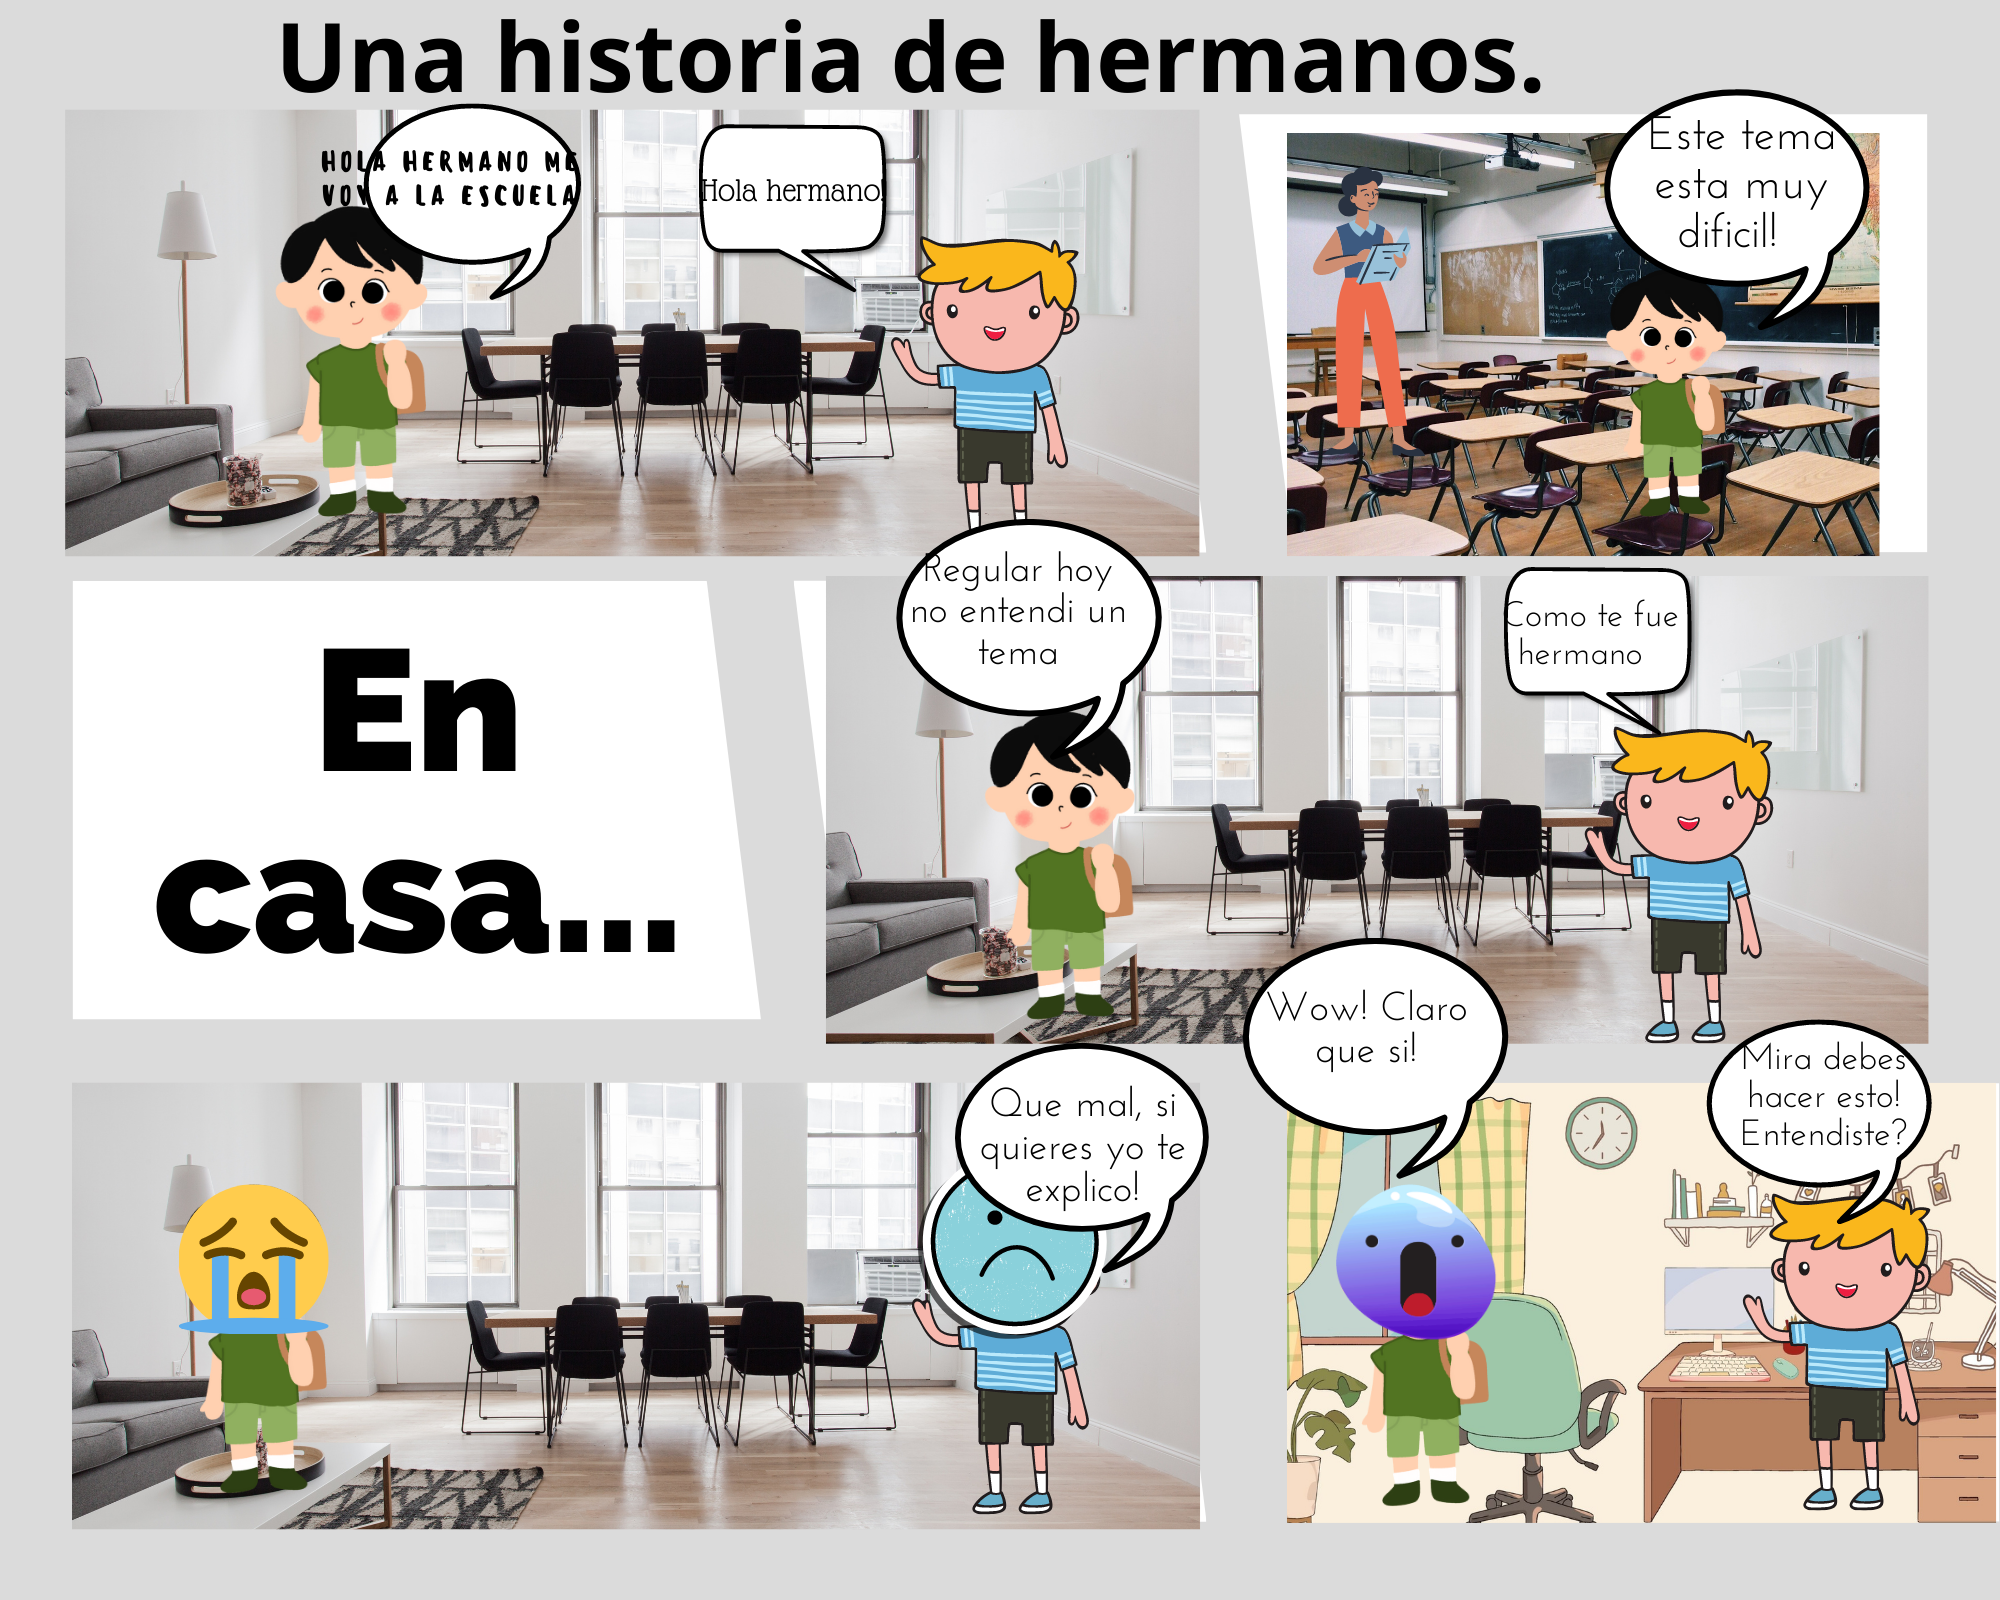 Una historia de hermanos.
HOLA HERMANO ME
VOY A LA ESCUELA
Hola hermano!
Este tema
esta muy
dificil!
En
casa...
Regular hoy
no entendi un
tema
Como te fue
hermano
Que mal, si
quieres yo te
explico!
Wow! Claro
que si!
Mira debes
hacer esto!
Entendiste?